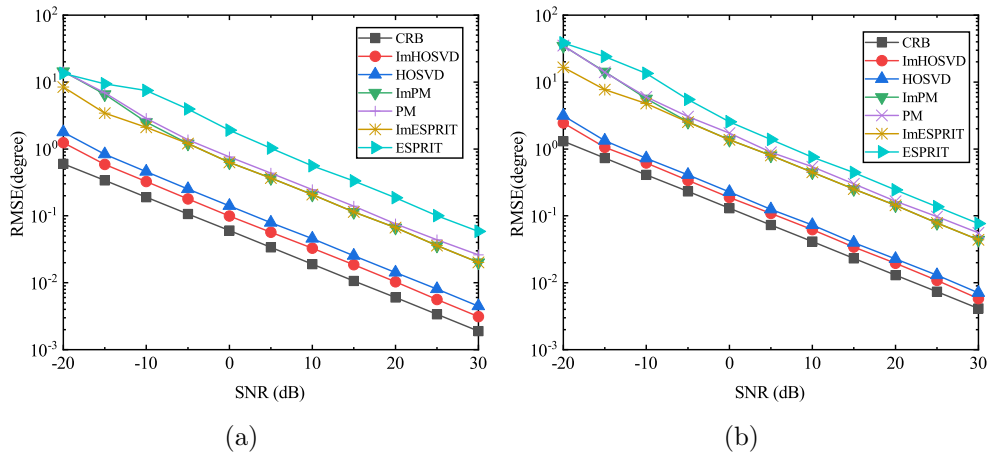 10^2
10^1
10^0
10^-1
10^-2
10^-3
RMSE(degree)
-20 -10 0 10 20 30
SNR (dB)
CRB
ImHOSVD
HOSVD
ImPM
PM
ImESPRIT
ESPRIT
(a)
10^2
10^1
10^0
10^-1
10^-2
10^-3
RMSE(degree)
-20 -10 0 10 20 30
SNR (dB)
CRB
ImHOSVD
HOSVD
ImPM
PM
ImESPRIT
ESPRIT
(b)